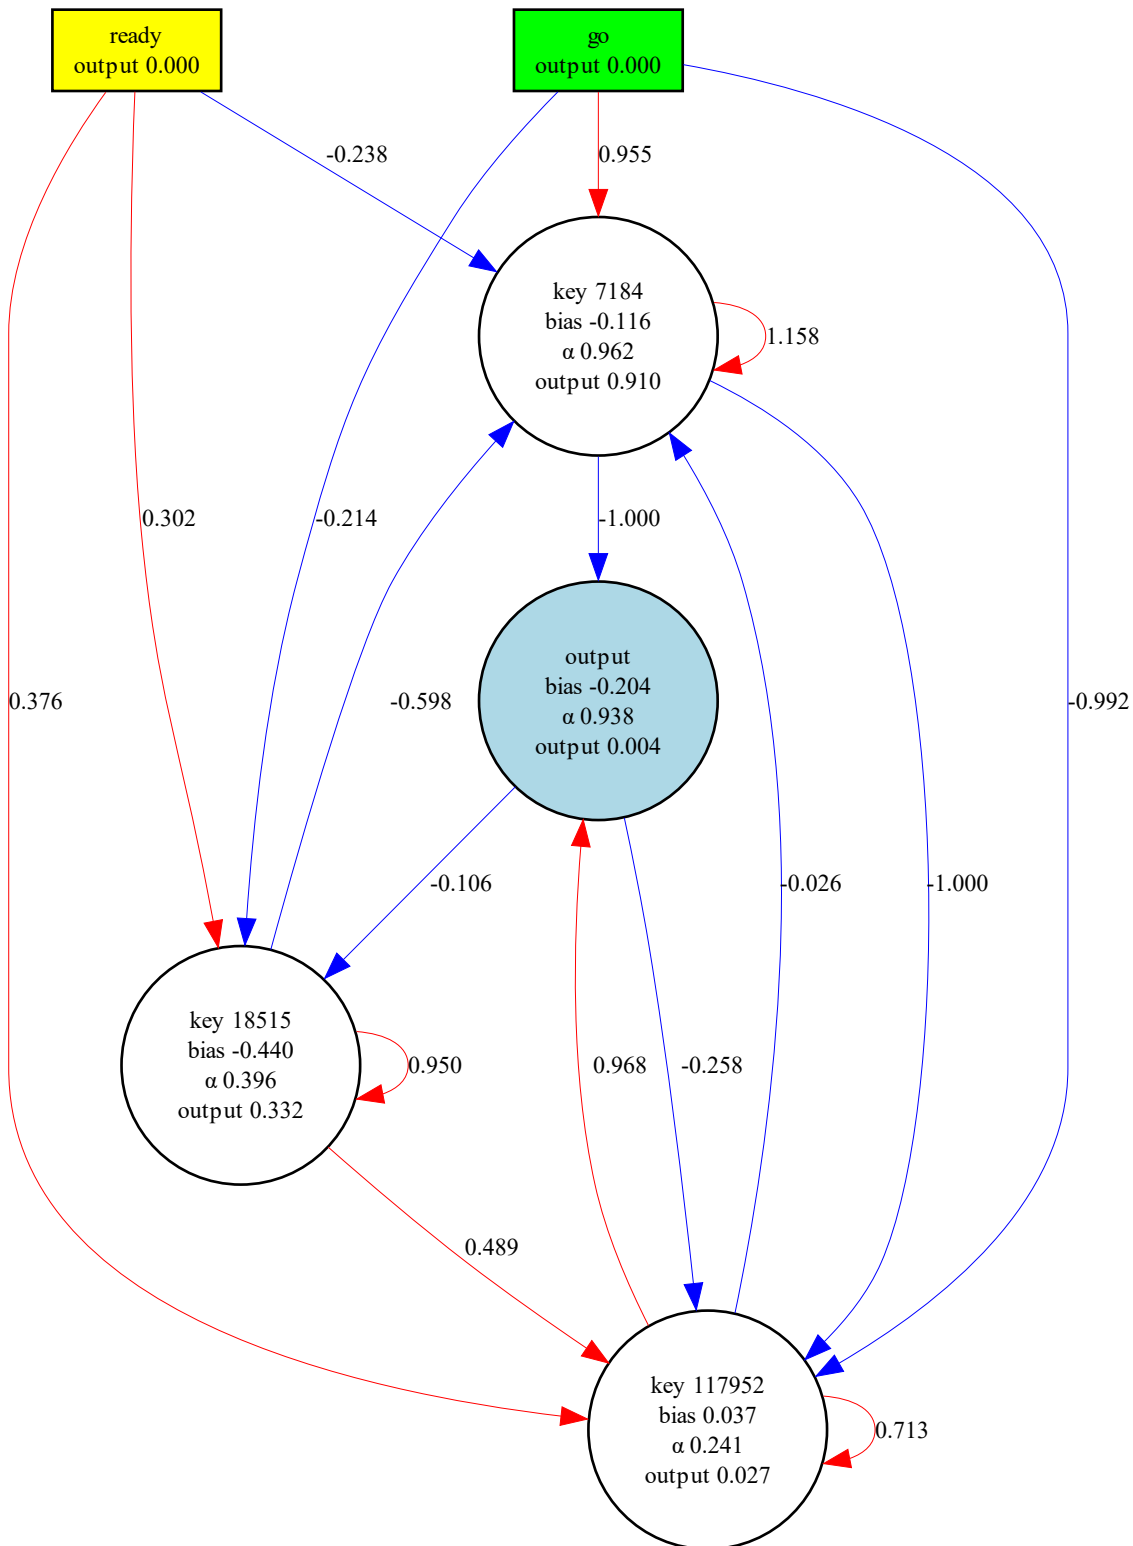 ready
output 0.000
go
output 0.000
-0.238
0.955
key 7184
bias -0.116
α 0.962
output 0.910
1.158
0.302
-0.214
-1.000
output
bias -0.204
α 0.938
output 0.004
0.376
-0.598
-0.992
-0.106
-0.026
-1.000
key 18515
bias -0.440
α 0.396
output 0.332
0.950
0.968
-0.258
0.489
key 117952
bias 0.037
α 0.241
output 0.027
0.713